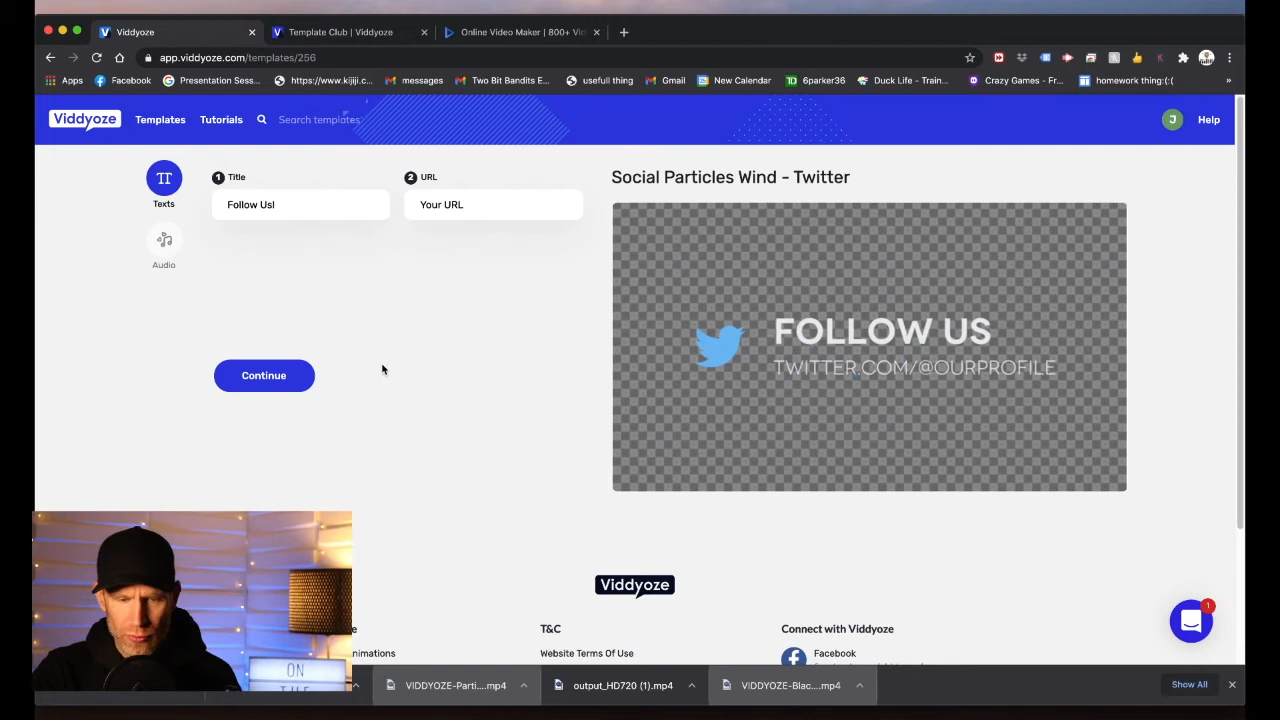 Viddyoze
Template Club | Viddyoze
Online Video Maker | 800+ Vid
app.viddyoze.com/templates/256
Apps
Facebook
Presentation Sess...
https://www.kijiji.c...
messages
Two Bit Bandits E...
usefull thing
Gmail
New Calendar
6parker36
Duck Life - Train...
Crazy Games - Fr...
homework thing:(:(
»
Viddyoze
Templates
Tutorials
Search templates
J
Help
Texts
Audio
1 Title
2 URL
Follow Us!
Your URL
Continue
Social Particles Wind - Twitter
FOLLOW US
TWITTER.COM/@OURPROFILE
Viddyoze
T&C
Connect with Viddyoze
nimations
Website Terms Of Use
Facebook
1
ON
THE
VIDDYOZE-Parti....mp4
output_HD720 (1).mp4
VIDDYOZE-Blac....mp4
Show All